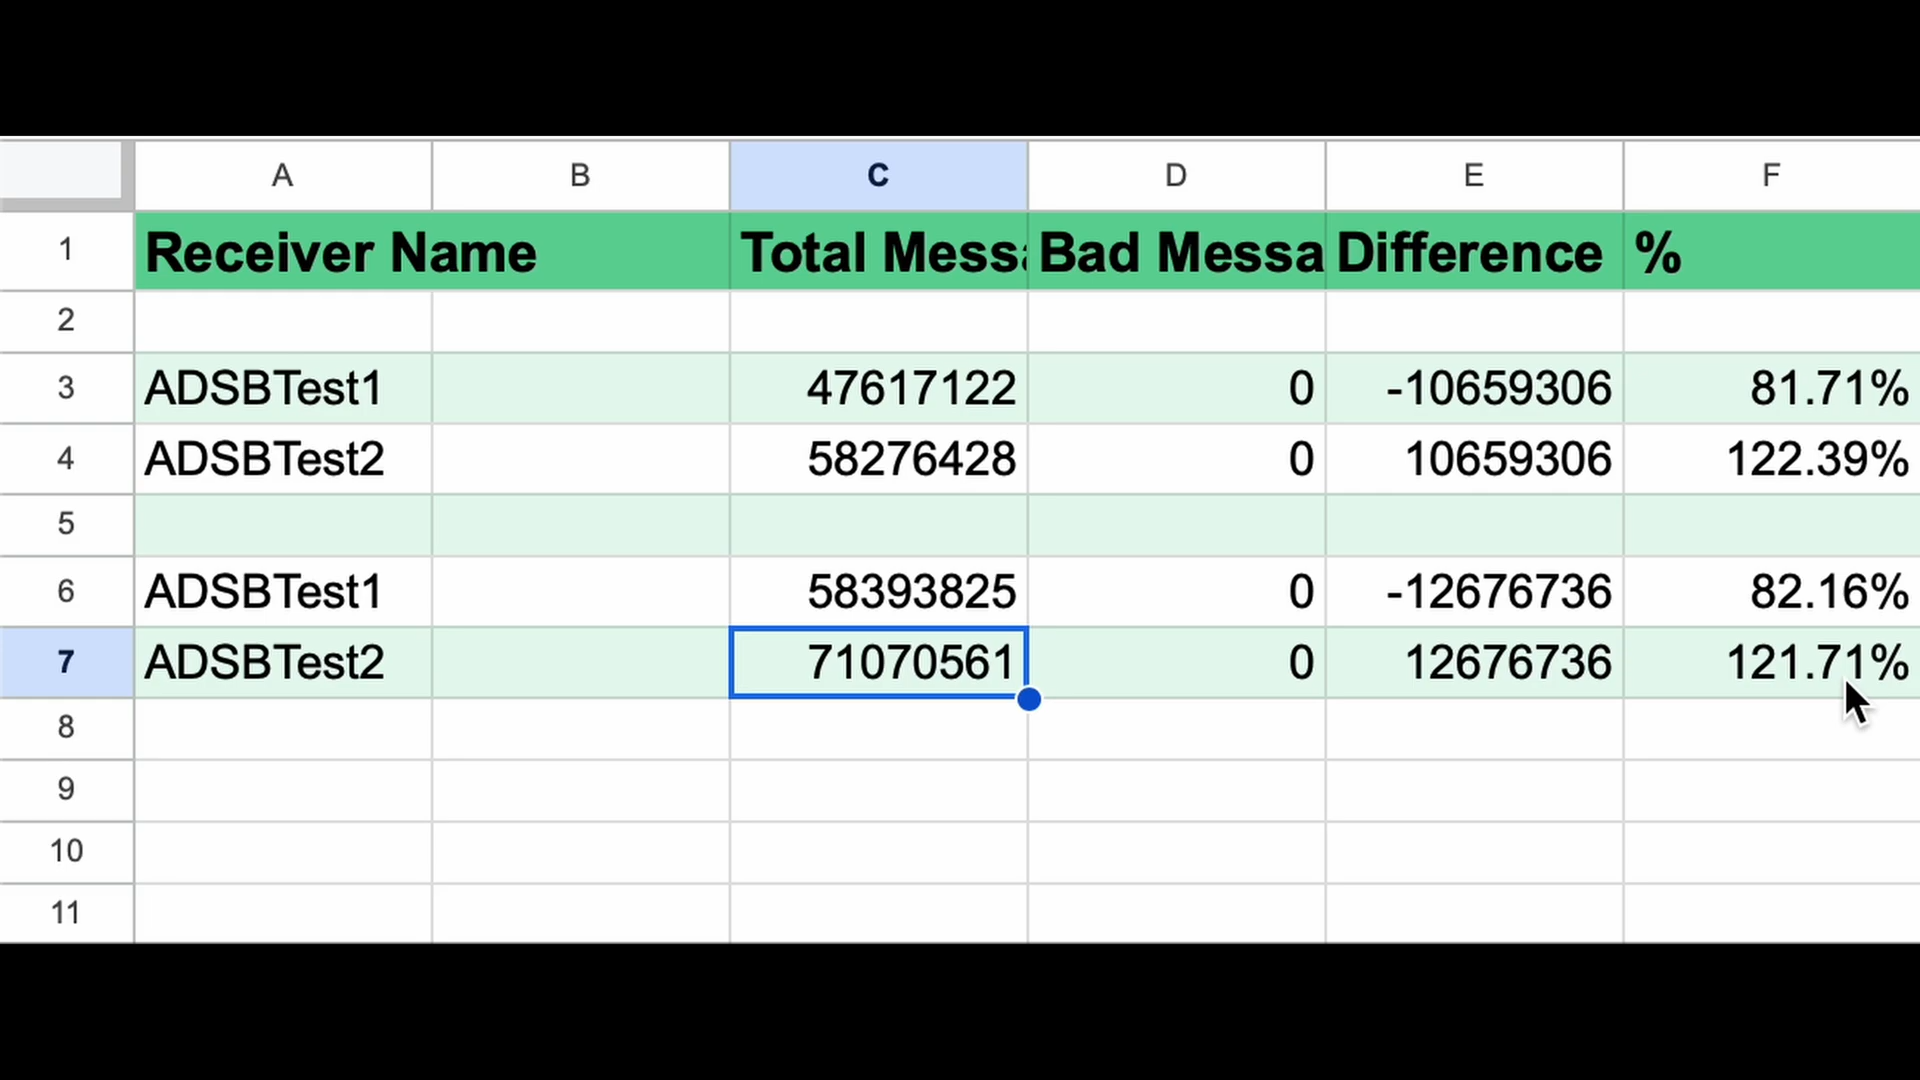 A B C D E F
1 Receiver Name Total Mess Bad Messa Difference %
2
3 ADSBTest1 47617122 0 -10659306 81.71%
4 ADSBTest2 58276428 0 10659306 122.39%
5
6 ADSBTest1 58393825 0 -12676736 82.16%
7 ADSBTest2 71070561 0 12676736 121.71%
8
9
10
11